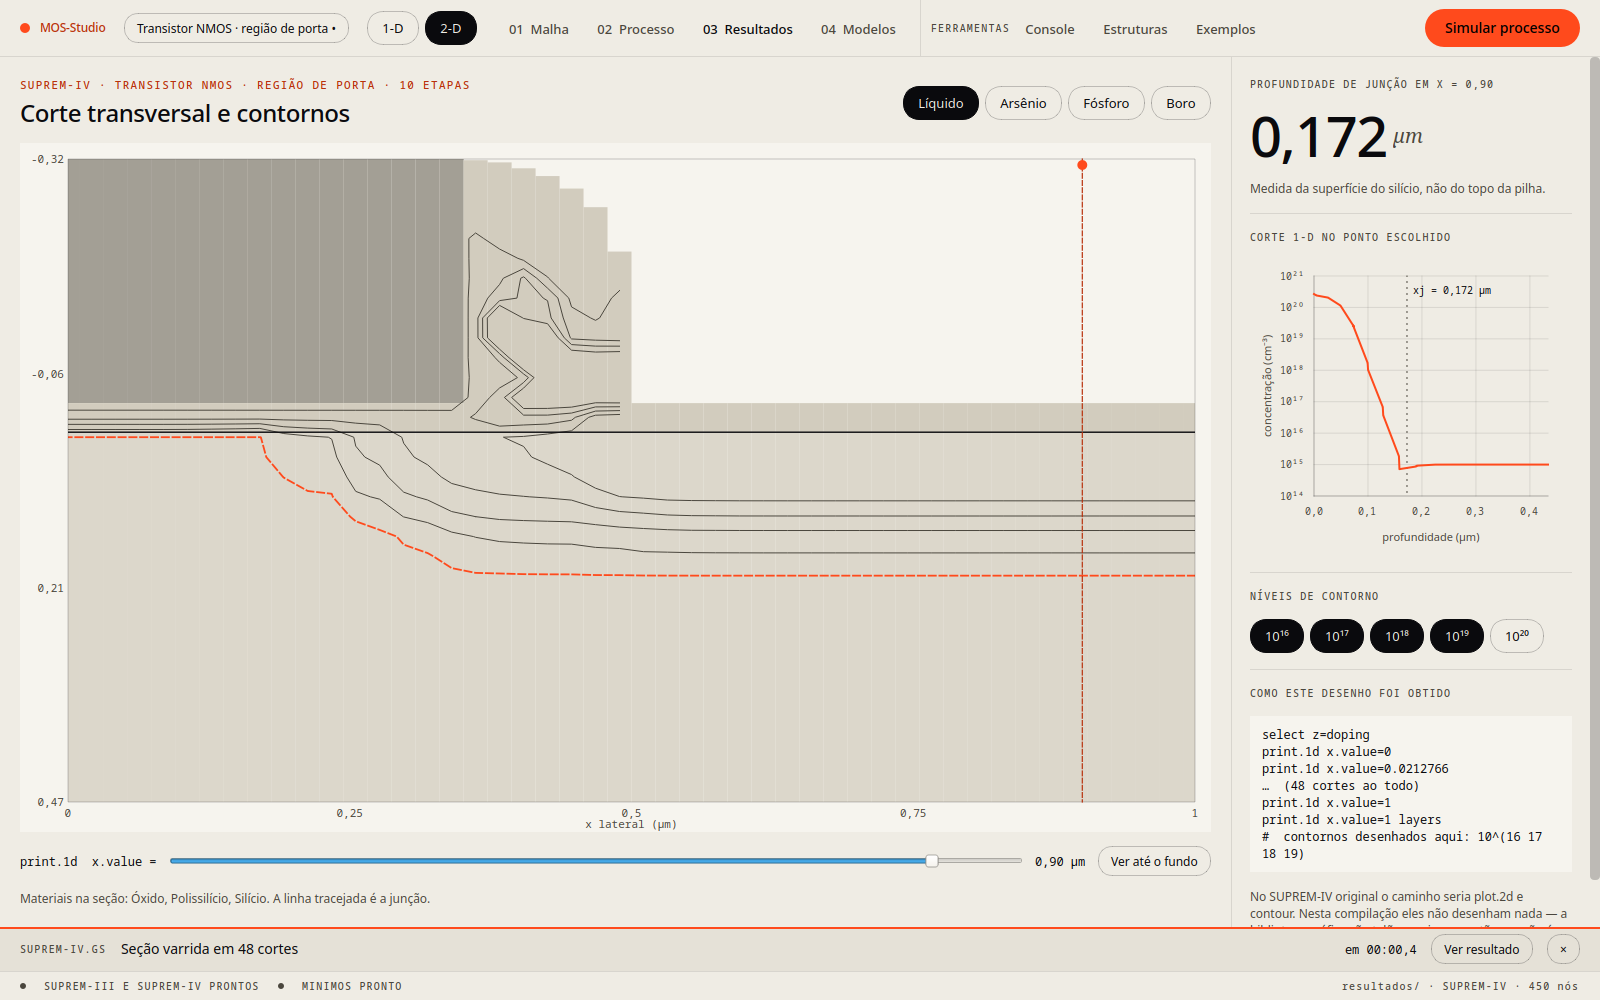 MOS-Studio
Transistor NMOS · região de porta •
1-D
2-D
01 Malha
02 Processo
03 Resultados
04 Modelos
FERRAMENTAS
Console
Estruturas
Exemplos
Simular processo
SUPREM-IV · TRANSISTOR NMOS · REGIÃO DE PORTA · 10 ETAPAS
Corte transversal e contornos
Líquido
Arsênio
Fósforo
Boro
-0,32
-0,06
0,21
0,47
0
0,25
0,5
0,75
1
x lateral (µm)
print.1d x.value =
0,90 µm
Ver até o fundo
Materiais na seção: Óxido, Polissilício, Silício. A linha tracejada é a junção.
PROFUNDIDADE DE JUNÇÃO EM X = 0,90
0,172 µm
Medida da superfície do silício, não do topo da pilha.
CORTE 1-D NO PONTO ESCOLHIDO
10²¹
10²⁰
10¹⁹
10¹⁸
10¹⁷
10¹⁶
10¹⁵
10¹⁴
concentração (cm⁻³)
xj = 0,172 µm
0,0
0,1
0,2
0,3
0,4
profundidade (µm)
NÍVEIS DE CONTORNO
10¹⁶
10¹⁷
10¹⁸
10¹⁹
10²⁰
COMO ESTE DESENHO FOI OBTIDO
select z=doping
print.1d x.value=0
print.1d x.value=0.0212766
… (48 cortes ao todo)
print.1d x.value=1
print.1d x.value=1 layers
# contornos desenhados aqui: 10^(16 17
18 19)
No SUPREM-IV original o caminho seria plot.2d e
contour. Nesta compilação eles não desenham nada — a
SUPREM-IV.GS
Seção varrida em 48 cortes
em 00:00,4
Ver resultado
×
SUPREM-III E SUPREM-IV PRONTOS
MINIMOS PRONTO
resultados/ · SUPREM-IV · 450 nós